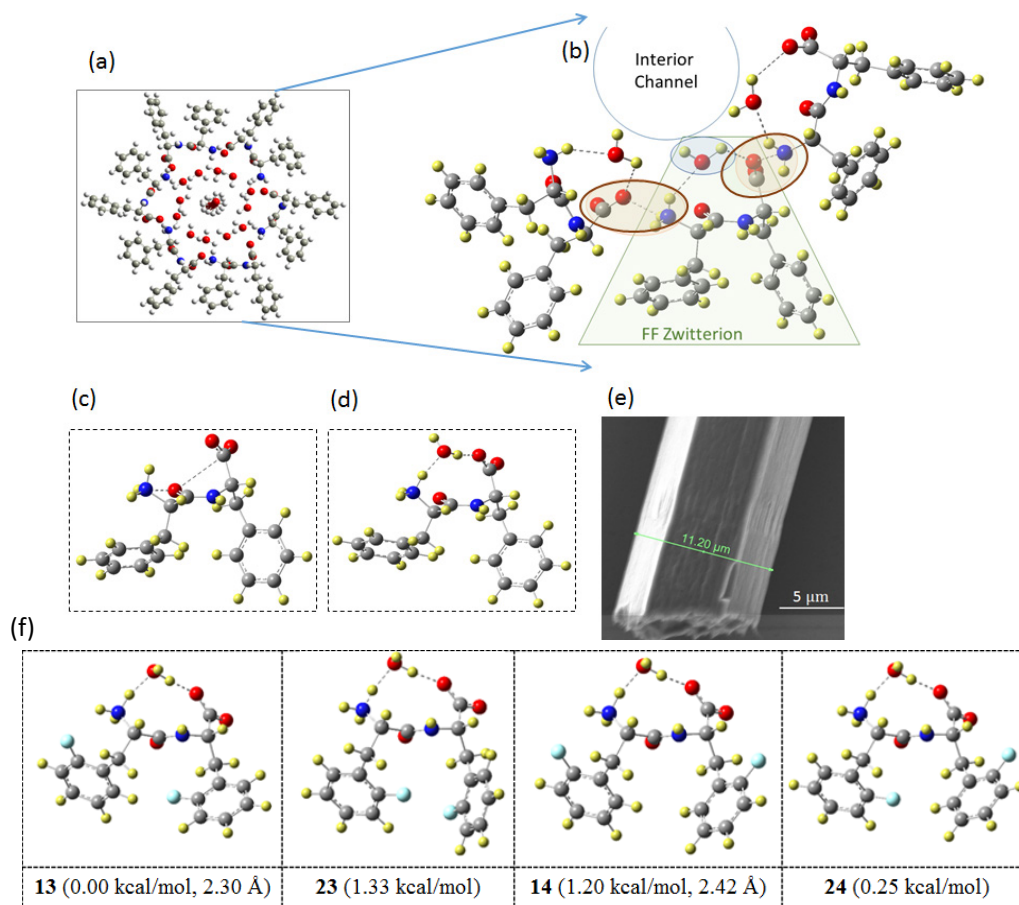 (a)
(b)
Interior
Channel
FF Zwitterion
(c)
(d)
(e)
11.20 μm
5 μm
(f)
13 (0.00 kcal/mol, 2.30 Å)
23 (1.33 kcal/mol)
14 (1.20 kcal/mol, 2.42 Å)
24 (0.25 kcal/mol)